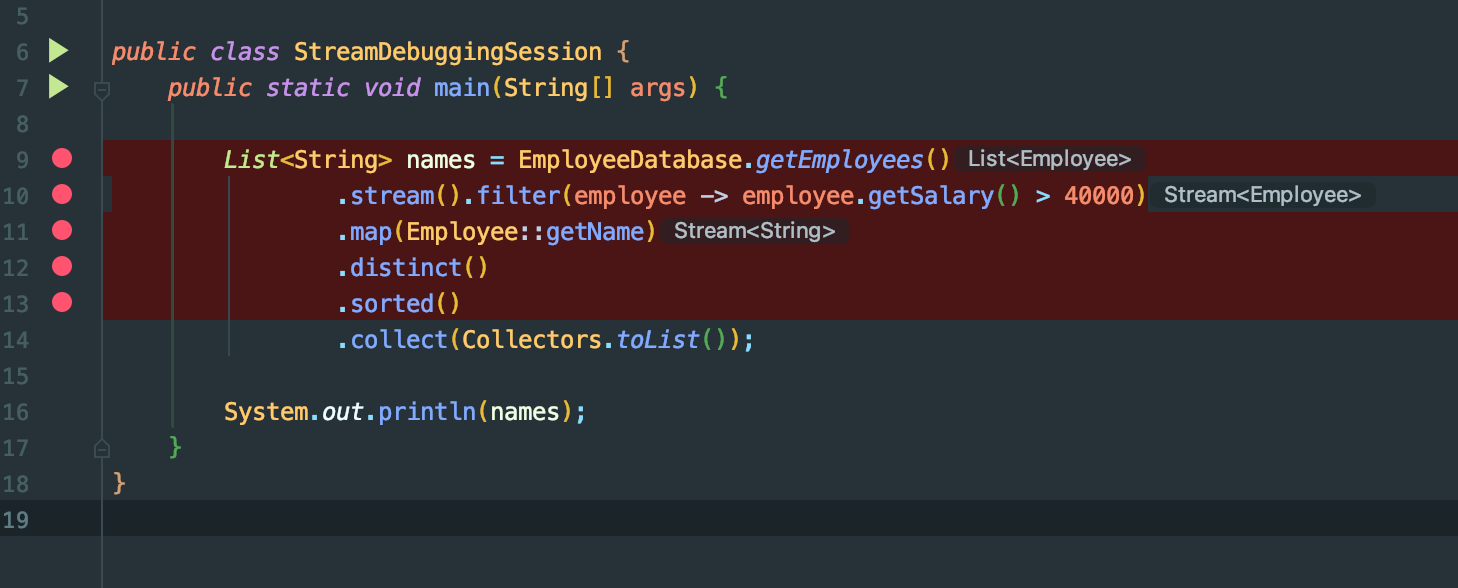 5
6 public class StreamDebuggingSession {
7 public static void main(String[] args) {
8
9 List<String> names = EmployeeDatabase.getEmployees() List<Employee>
10 .stream().filter(employee -> employee.getSalary() > 40000) Stream<Employee>
11 .map(Employee::getName) Stream<String>
12 .distinct()
13 .sorted()
14 .collect(Collectors.toList());
15
16 System.out.println(names);
17 }
18 }
19